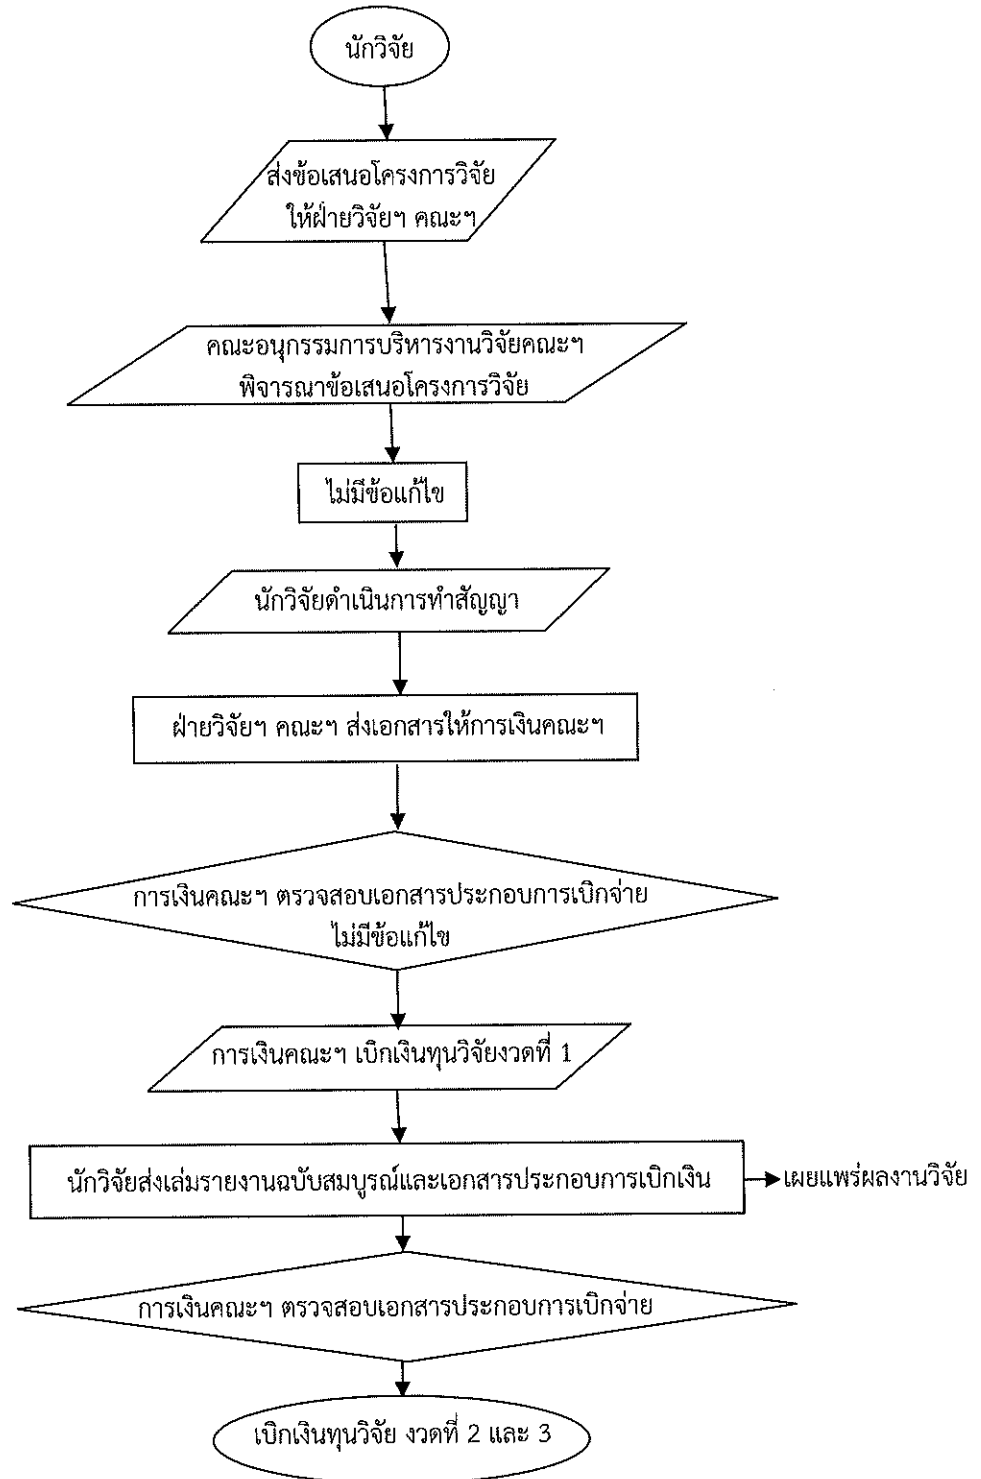 นักวิจัย
ส่งข้อเสนอโครงการวิจัย
ให้ฝ่ายวิจัยฯ คณะฯ
คณะอนุกรรมการบริหารงานวิจัยคณะฯ
พิจารณาข้อเสนอโครงการวิจัย
ไม่มีข้อแก้ไข
นักวิจัยดำเนินการทำสัญญา
ฝ่ายวิจัยฯ คณะฯ ส่งเอกสารให้การเงินคณะฯ
การเงินคณะฯ ตรวจสอบเอกสารประกอบการเบิกจ่าย
ไม่มีข้อแก้ไข
การเงินคณะฯ เบิกเงินทุนวิจัยงวดที่ 1
นักวิจัยส่งเล่มรายงานฉบับสมบูรณ์และเอกสารประกอบการเบิกเงิน
เผยแพร่ผลงานวิจัย
การเงินคณะฯ ตรวจสอบเอกสารประกอบการเบิกจ่าย
เบิกเงินทุนวิจัย งวดที่ 2 และ 3